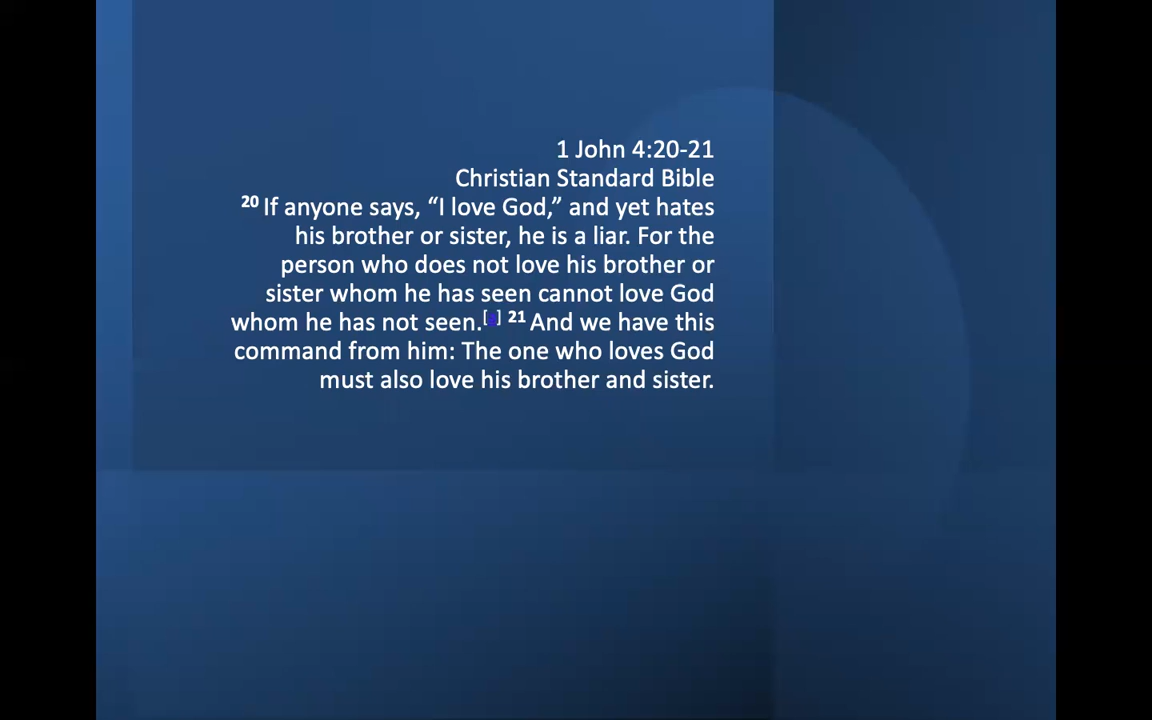 1 John 4:20-21
Christian Standard Bible
20 If anyone says, “I love God,” and yet hates
his brother or sister, he is a liar. For the
person who does not love his brother or
sister whom he has seen cannot love God
whom he has not seen.[a] 21 And we have this
command from him: The one who loves God
must also love his brother and sister.